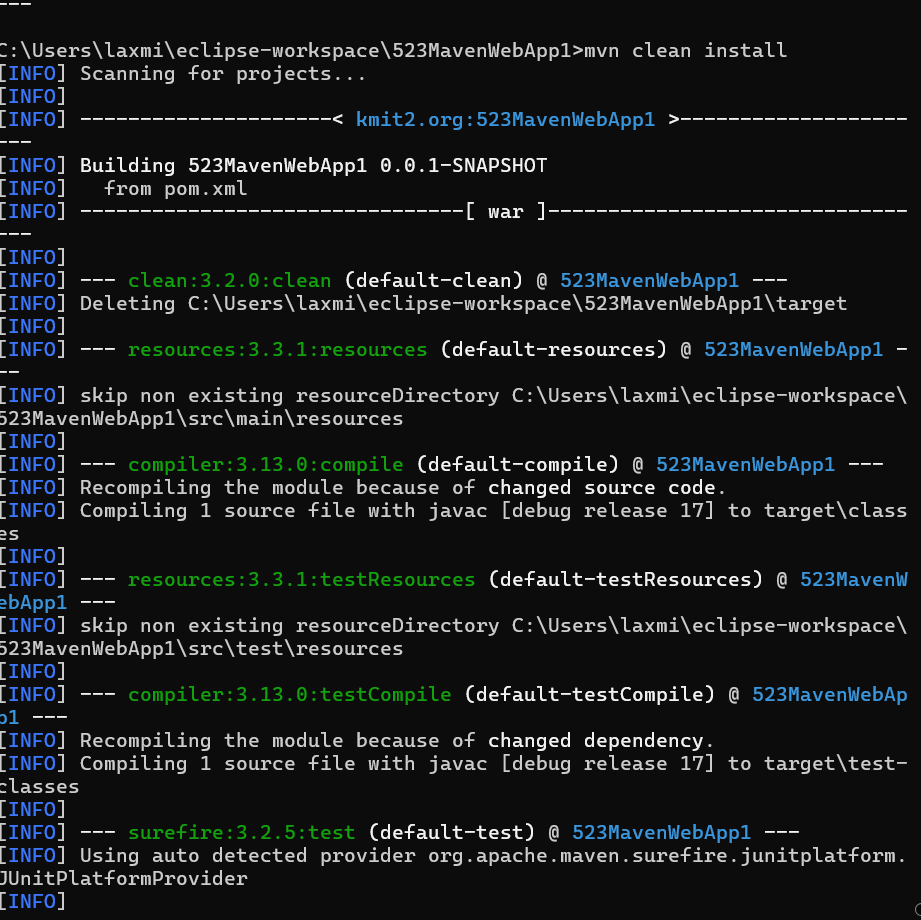 ---
C:\Users\laxmi\eclipse-workspace\523MavenWebApp1>mvn clean install
[INFO] Scanning for projects...
[INFO]
[INFO] ---------------------< kmit2.org:523MavenWebApp1 >-------------------
---
[INFO] Building 523MavenWebApp1 0.0.1-SNAPSHOT
[INFO]   from pom.xml
[INFO] --------------------------------[ war ]------------------------------
---
[INFO]
[INFO] --- clean:3.2.0:clean (default-clean) @ 523MavenWebApp1 ---
[INFO] Deleting C:\Users\laxmi\eclipse-workspace\523MavenWebApp1\target
[INFO]
[INFO] --- resources:3.3.1:resources (default-resources) @ 523MavenWebApp1 -
--
[INFO] skip non existing resourceDirectory C:\Users\laxmi\eclipse-workspace\
523MavenWebApp1\src\main\resources
[INFO]
[INFO] --- compiler:3.13.0:compile (default-compile) @ 523MavenWebApp1 ---
[INFO] Recompiling the module because of changed source code.
[INFO] Compiling 1 source file with javac [debug release 17] to target\class
es
[INFO]
[INFO] --- resources:3.3.1:testResources (default-testResources) @ 523MavenW
ebApp1 ---
[INFO] skip non existing resourceDirectory C:\Users\laxmi\eclipse-workspace\
523MavenWebApp1\src\test\resources
[INFO]
[INFO] --- compiler:3.13.0:testCompile (default-testCompile) @ 523MavenWebAp
p1 ---
[INFO] Recompiling the module because of changed dependency.
[INFO] Compiling 1 source file with javac [debug release 17] to target\test-
classes
[INFO]
[INFO] --- surefire:3.2.5:test (default-test) @ 523MavenWebApp1 ---
[INFO] Using auto detected provider org.apache.maven.surefire.junitplatform.
JUnitPlatformProvider
[INFO]